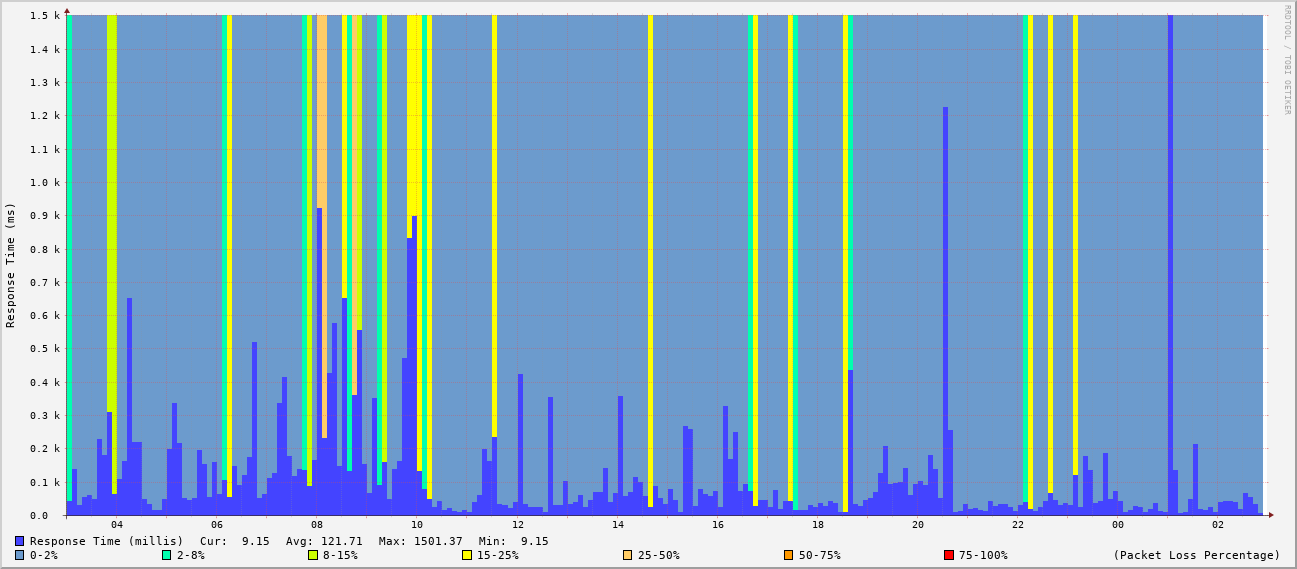 1.5 k
1.4 k
1.3 k
1.2 k
1.1 k
1.0 k
0.9 k
0.8 k
0.7 k
0.6 k
0.5 k
0.4 k
0.3 k
0.2 k
0.1 k
0.0
Response Time (ms)
RRDTOOL / TOBI OETIKER
04 06 08 10 12 14 16 18 20 22 00 02
Response Time (millis) Cur: 9.15 Avg: 121.71 Max: 1501.37 Min: 9.15
0-2% 2-8% 8-15% 15-25% 25-50% 50-75% 75-100% (Packet Loss Percentage)